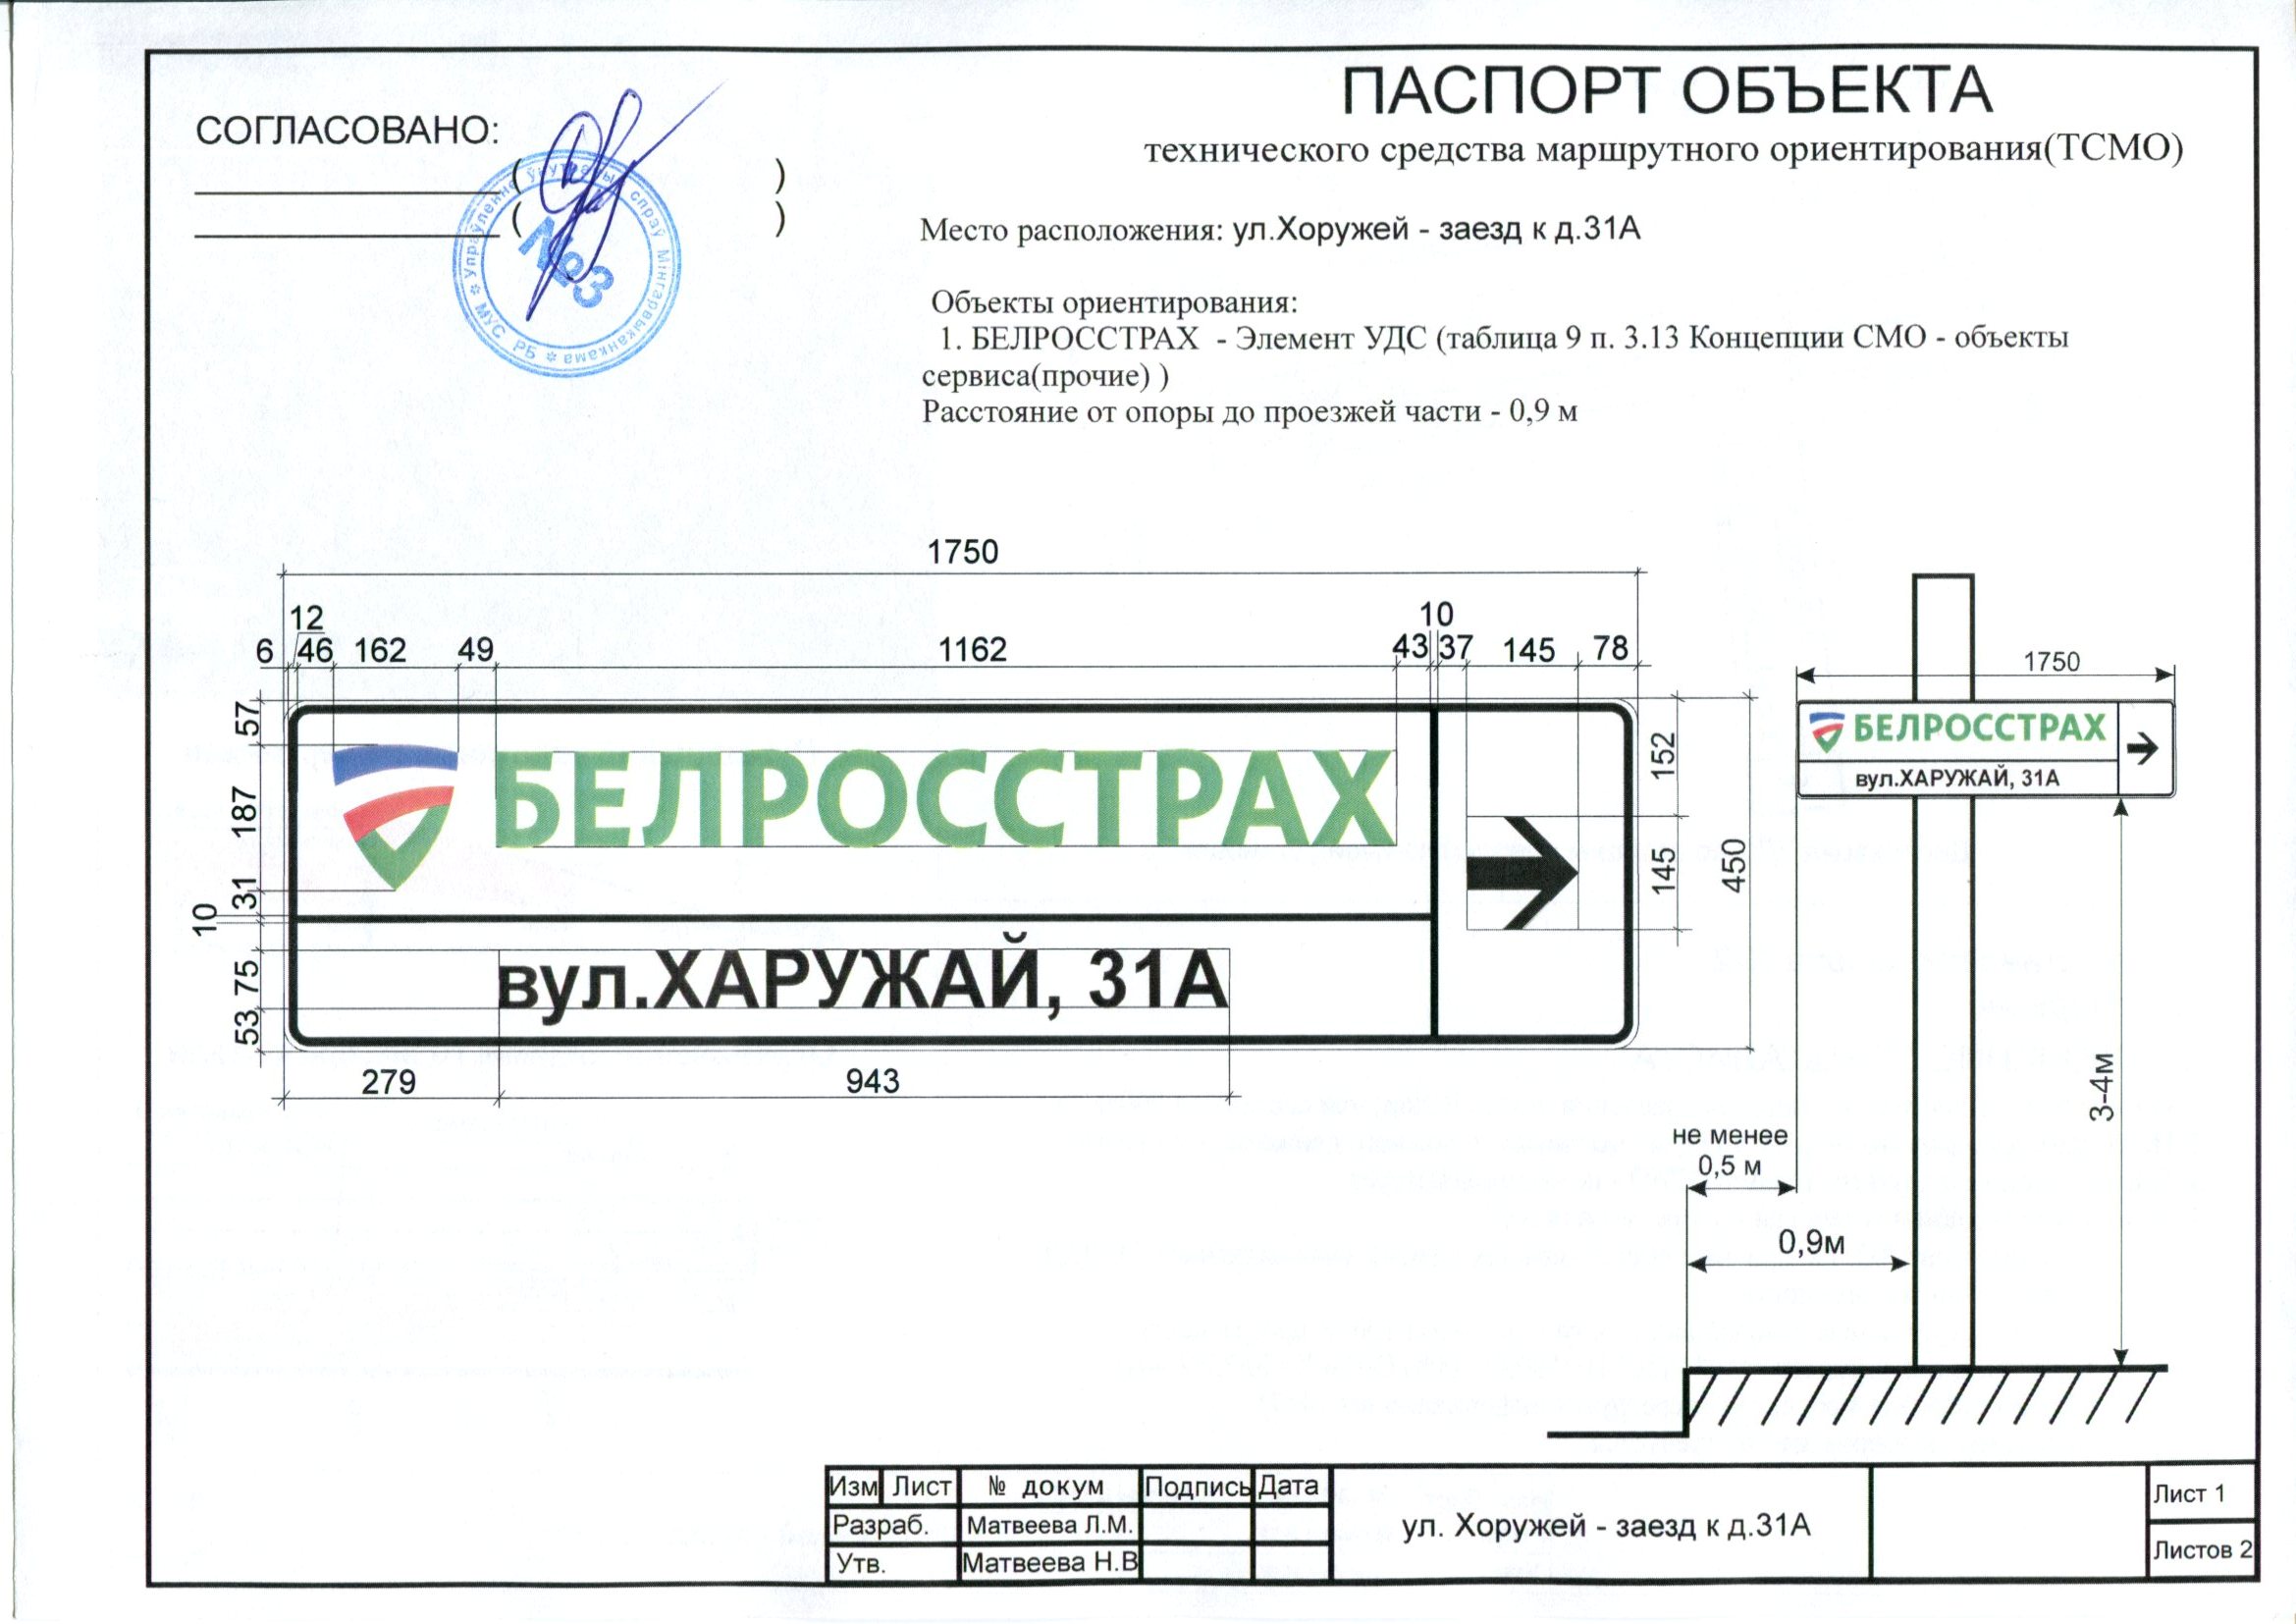 СОГЛАСОВАНО:
( )
( )
Упраўленне ўнутраных спраў Мінгарвыканкама
МУС РБ
№3
ПАСПОРТ ОБЪЕКТА
технического средства маршрутного ориентирования(ТСМО)
Место расположения: ул.Хоружей - заезд к д.31А
Объекты ориентирования:
1. БЕЛРОССТРАХ - Элемент УДС (таблица 9 п. 3.13 Концепции СМО - объекты
сервиса(прочие) )
Расстояние от опоры до проезжей части - 0,9 м
1750
12
10
6 46 162 49 1162 43 37 145 78
57
187
31
10
75
53
БЕЛРОССТРАХ
вул.ХАРУЖАЙ, 31А
152
145
450
279 943
1750
БЕЛРОССТРАХ
вул.ХАРУЖАЙ, 31А
3-4м
не менее
0,5 м
0,9м
Изм Лист № докум Подпись Дата
Разраб. Матвеева Л.М.
Утв. Матвеева Н.В
ул. Хоружей - заезд к д.31А
Лист 1
Листов 2